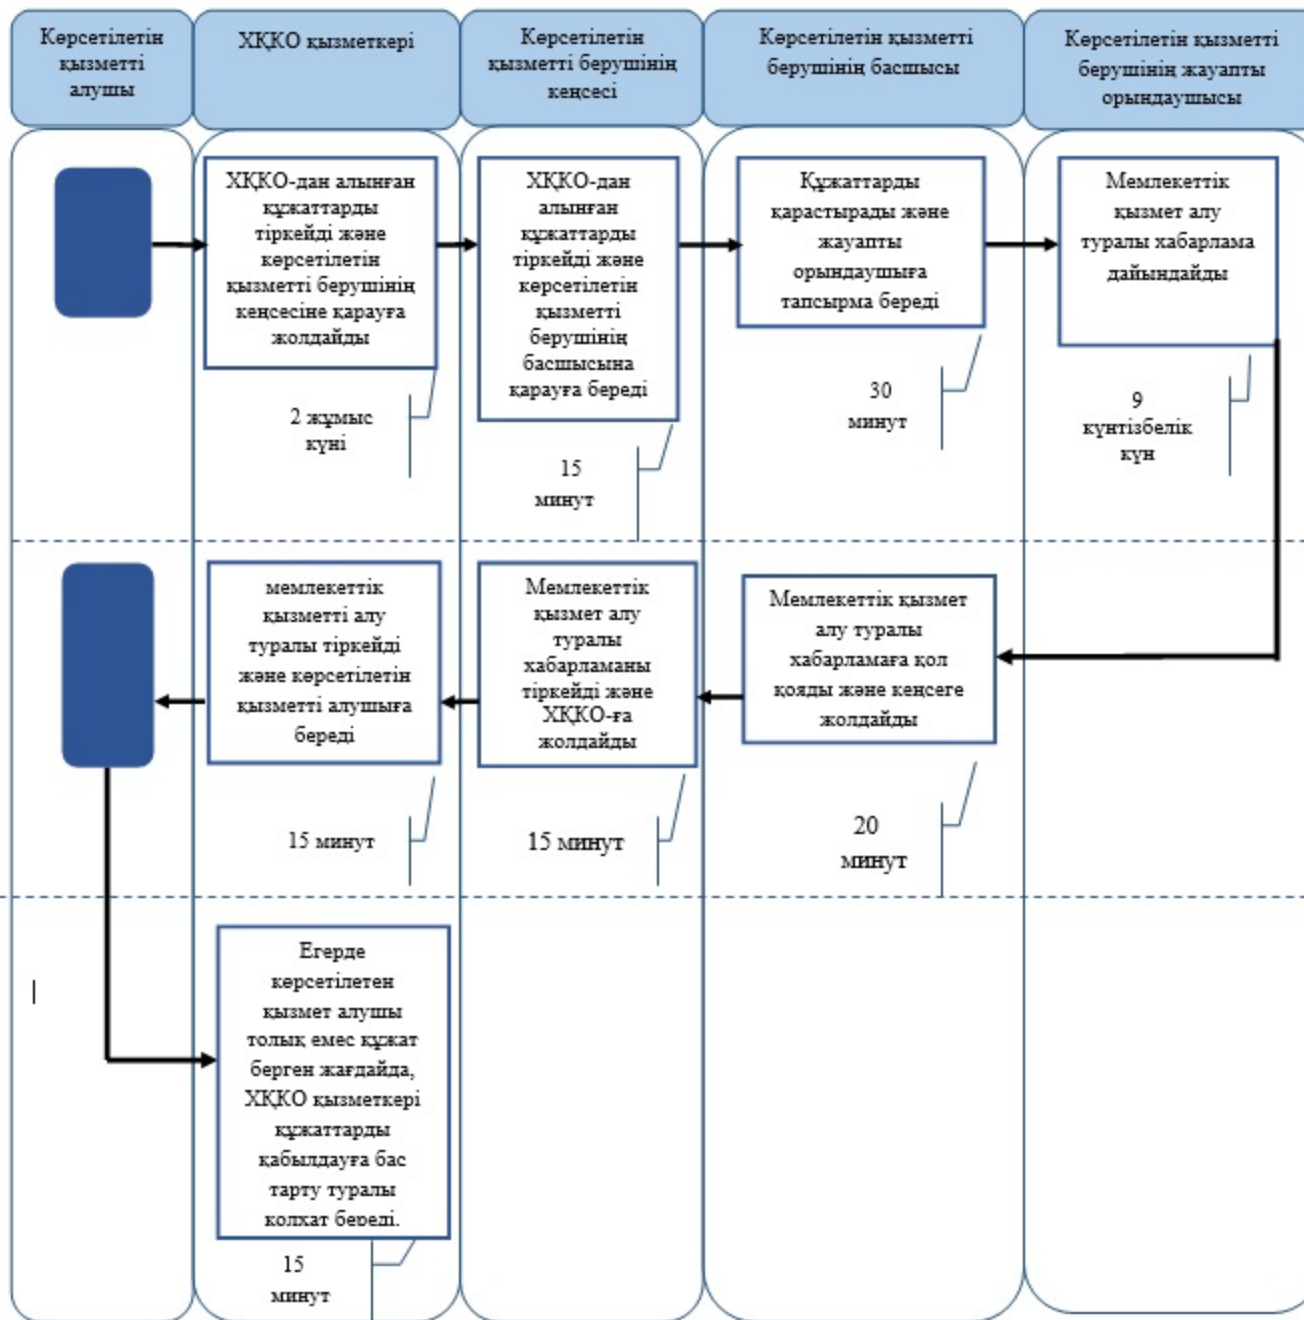 Көрсетілетін
қызметті
алушы
ХҚКО қызметкері
Көрсетілетін
қызметті берушінің
кеңсесі
Көрсетілетін қызметті
берушінің басшысы
Көрсетілетін қызметті
берушінің жауапты
орындаушысы
ХҚКО-дан алынған
құжаттарды
тіркейді және
көрсетілетін
қызметті берушінің
кеңсесіне қарауға
жолдайды
2 жұмыс
күні
ХҚКО-дан
алынған
құжаттарды
тіркейді және
көрсетілетін
қызметті
берушінің
басшысына
қарауға береді
15
минут
Құжаттарды
қарастырады және
жауапты
орындаушыға
тапсырма береді
30
минут
Мемлекеттік
қызмет алу
туралы хабарлама
дайындайды
9
күнтізбелік
күн
мемлекеттік
қызметті алу
туралы тіркейді
және көрсетілетін
қызметті алушыға
береді
15 минут
Мемлекеттік
қызмет алу
туралы
хабарламаны
тіркейді және
ХҚКО-ға
жолдайды
15 минут
Мемлекеттік қызмет
алу туралы
хабарламаға қол
қояды және кеңсеге
жолдайды
20
минут
Егерде
көрсетілетен
қызмет алушы
толық емес құжат
берген жағдайда,
ХҚКО қызметкері
құжаттарды
қабылдауға бас
тарту туралы
қолхат береді.
15
минут